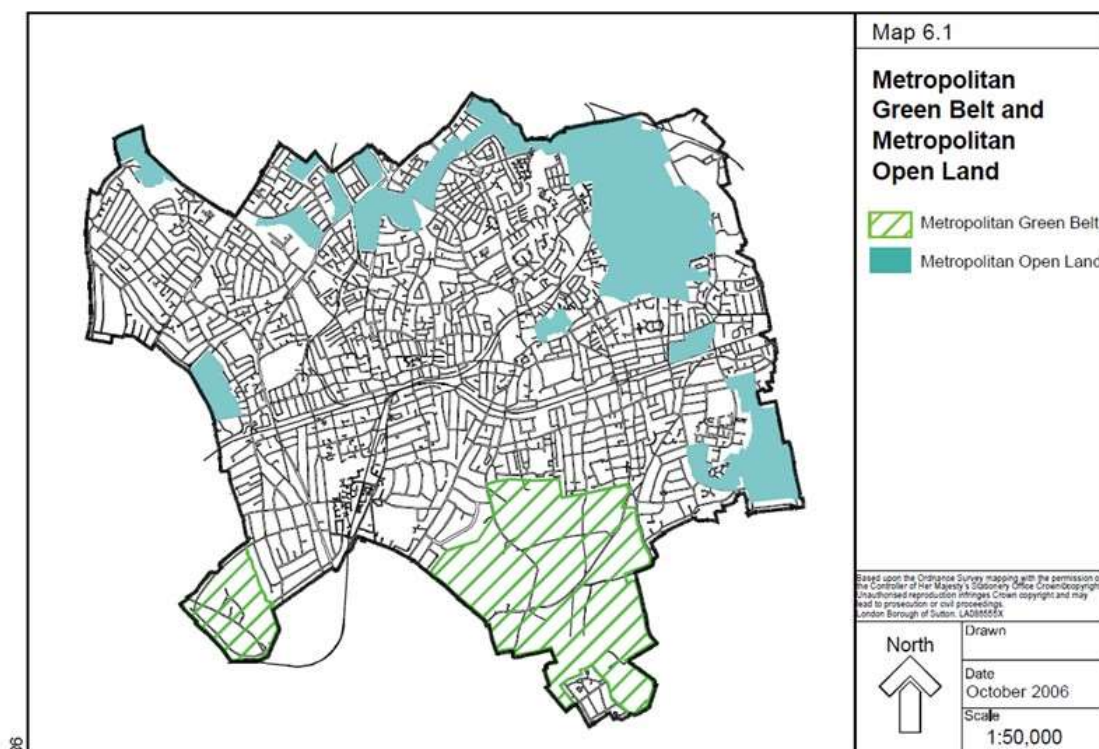 Map 6.1
Metropolitan
Green Belt and
Metropolitan
Open Land
Metropolitan Green Belt
Metropolitan Open Land
Based upon the Ordnance Survey mapping with the permission o
the Controller of Her Majesty's Stationery Office Crown©copyright
Unauthorised reproduction infringes Crown copyright and may
lead to prosecution or civil proceedings.
London Borough of Sutton.
North
Drawn
Date
October 2006
Scale
1:50,000